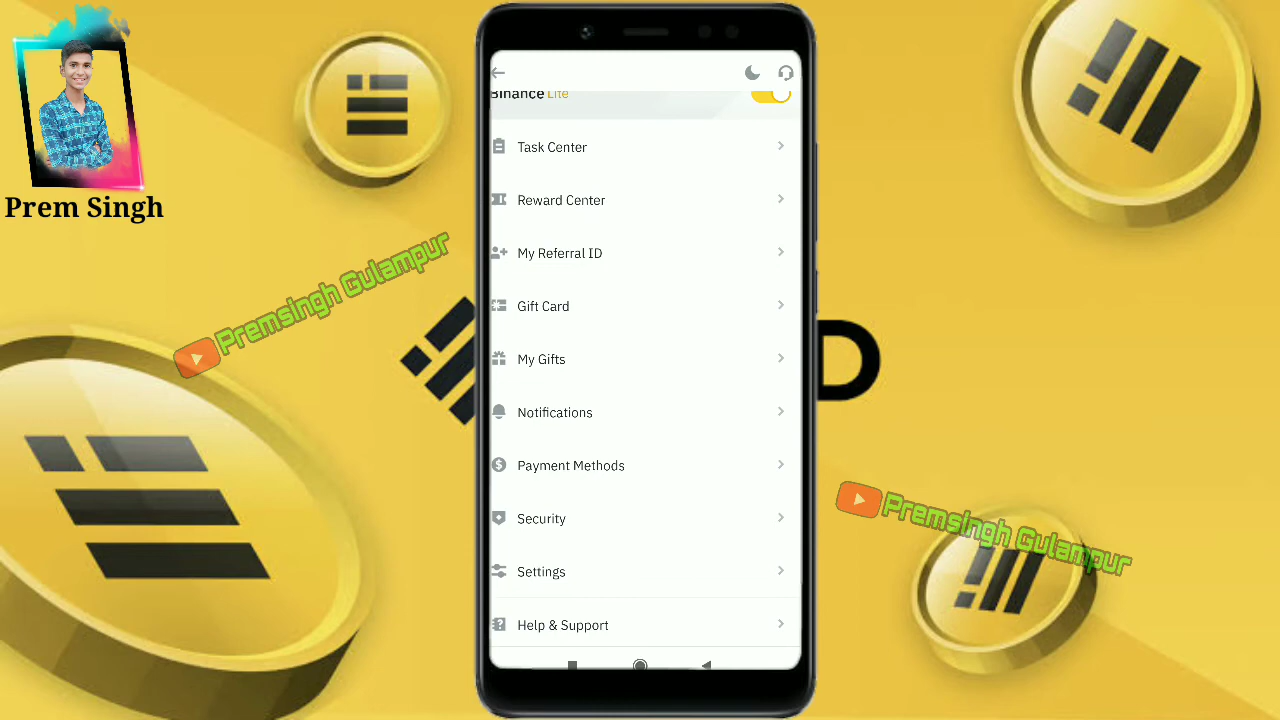 Prem Singh
Premsingh Gulampur
Binance Lite
Task Center
Reward Center
My Referral ID
Gift Card
My Gifts
Notifications
Payment Methods
Security
Settings
Help & Support
D
Premsingh Gulampur